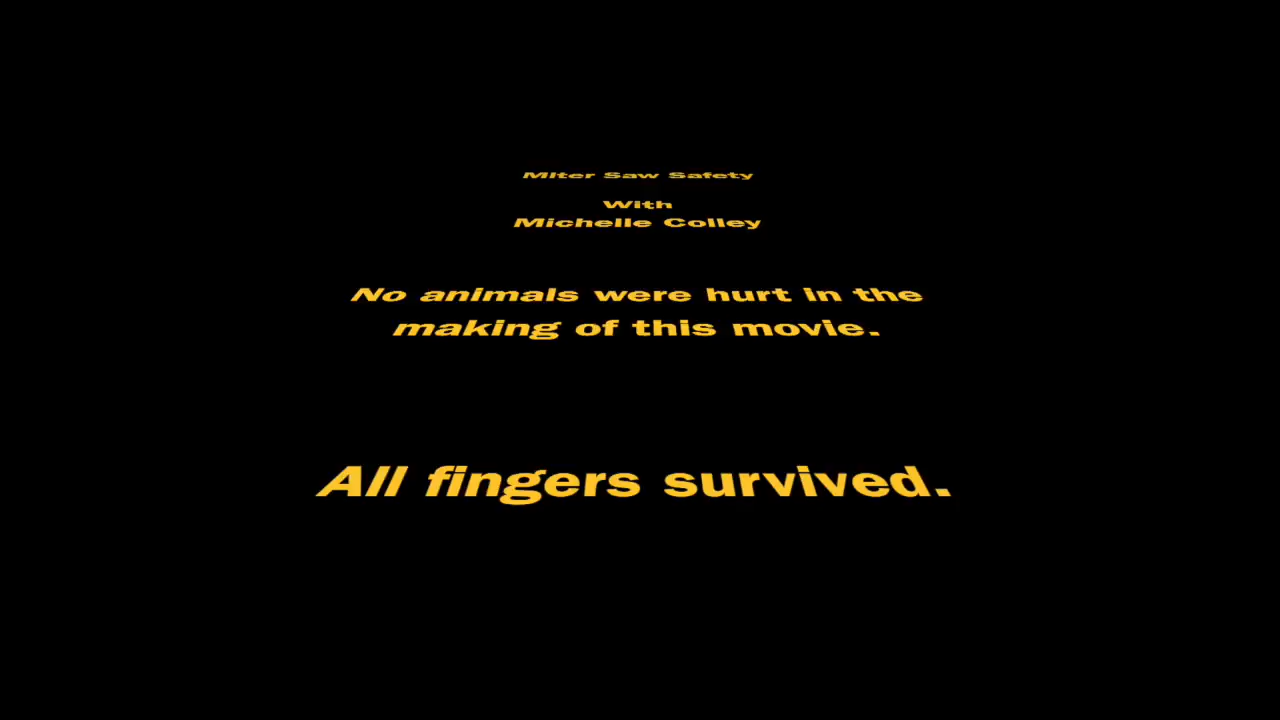 Miter Saw Safety
With
Michelle Colley
No animals were hurt in the
making of this movie.
All fingers survived.